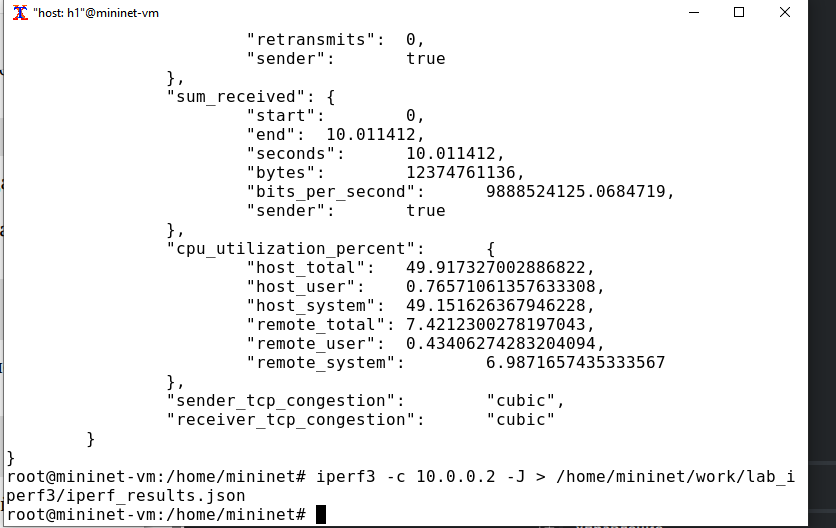 "host: h1"@mininet-vm
"retransmits":  0,
"sender":       true
},
"sum_received": {
"start":        0,
"end":  10.011412,
"seconds":      10.011412,
"bytes":        12374761136,
"bits_per_second":      9888524125.0684719,
"sender":       true
},
"cpu_utilization_percent":      {
"host_total":   49.917327002886822,
"host_user":    0.76571061357633308,
"host_system":  49.151626367946228,
"remote_total": 7.4212300278197043,
"remote_user":  0.43406274283204094,
"remote_system":        6.9871657435333567
},
"sender_tcp_congestion":        "cubic",
"receiver_tcp_congestion":      "cubic"
}
}
root@mininet-vm:/home/mininet# iperf3 -c 10.0.0.2 -J > /home/mininet/work/lab_i
perf3/iperf_results.json
root@mininet-vm:/home/mininet#